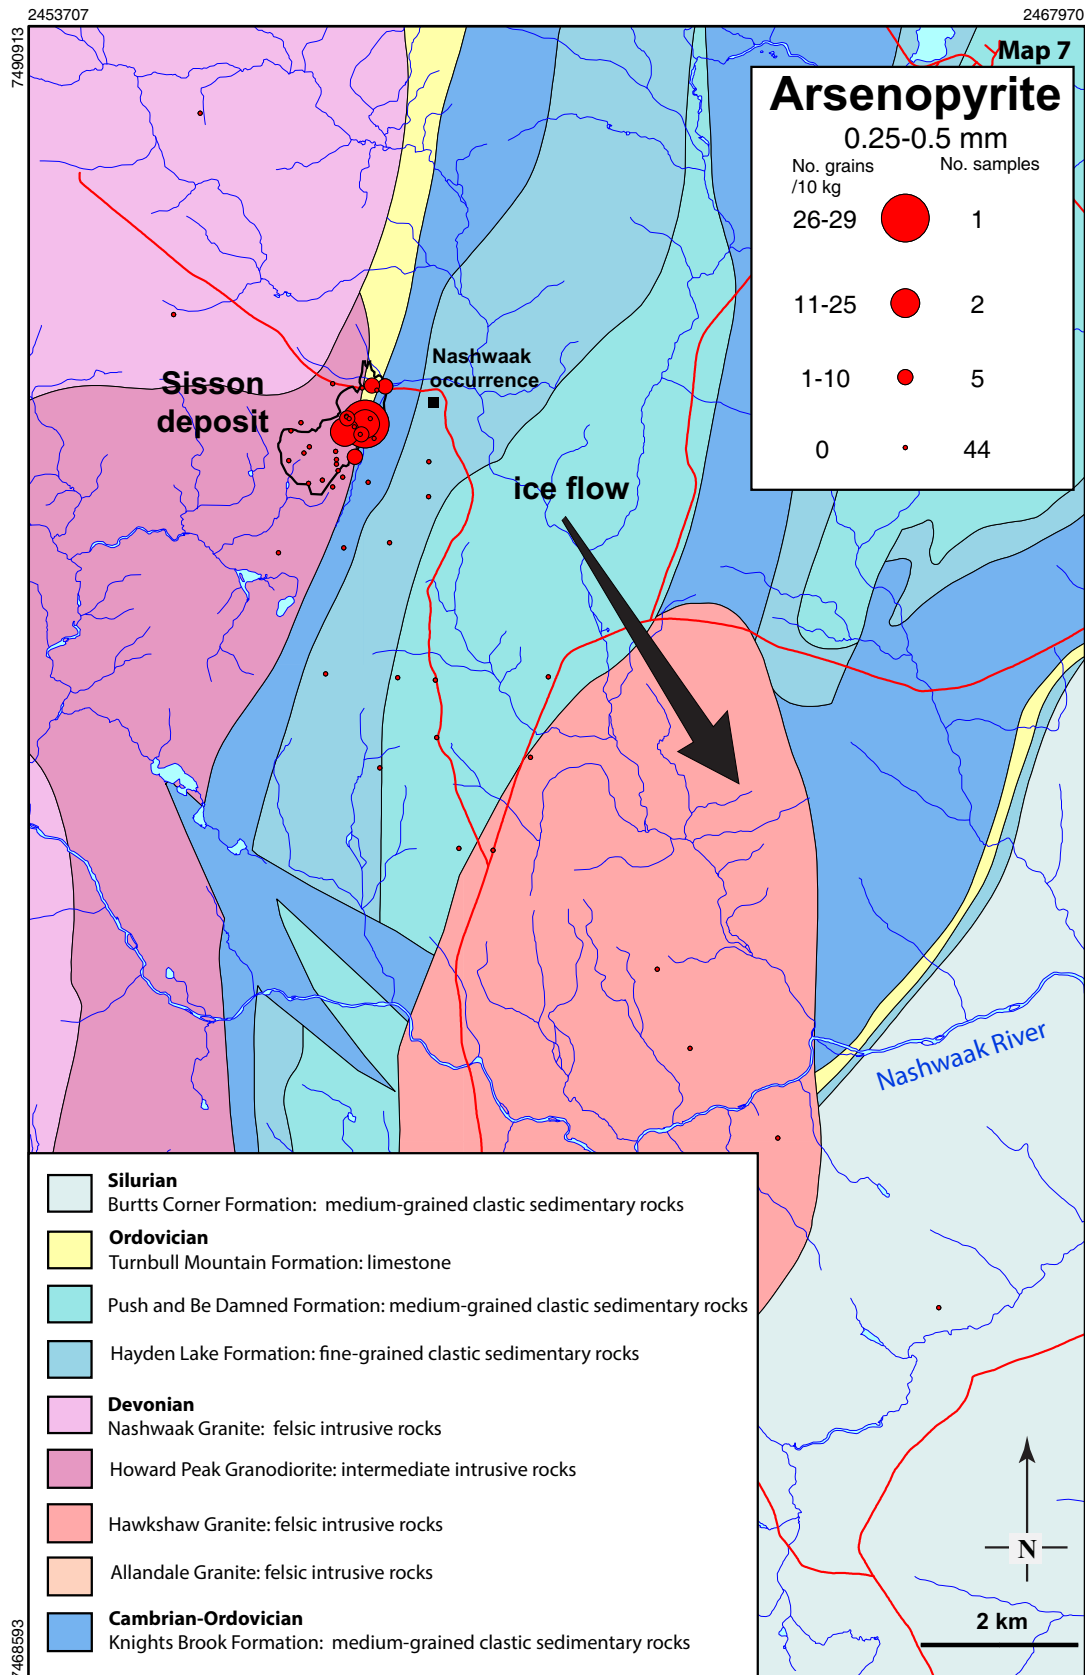 2453707
2467970
7490913
Map 7
Arsenopyrite
0.25-0.5 mm
No. grains
/10 kg
No. samples
26-29
1
11-25
2
1-10
5
0
44
Nashwaak
occurrence
Sisson
deposit
ice flow
Nashwaak River
Silurian
Burtts Corner Formation: medium-grained clastic sedimentary rocks
Ordovician
Turnbull Mountain Formation: limestone
Push and Be Damned Formation: medium-grained clastic sedimentary rocks
Hayden Lake Formation: fine-grained clastic sedimentary rocks
Devonian
Nashwaak Granite: felsic intrusive rocks
Howard Peak Granodiorite: intermediate intrusive rocks
Hawkshaw Granite: felsic intrusive rocks
Allandale Granite: felsic intrusive rocks
Cambrian-Ordovician
Knights Brook Formation: medium-grained clastic sedimentary rocks
N
2 km
7468593